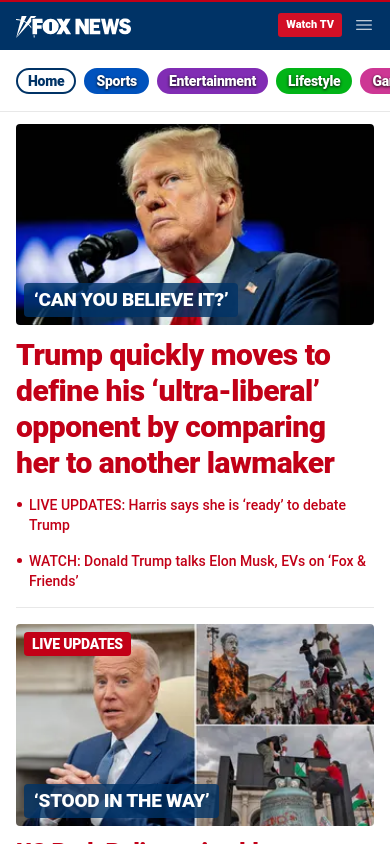 FOX NEWS
Watch TV
Home
Sports
Entertainment
Lifestyle
‘CAN YOU BELIEVE IT?’
Trump quickly moves to
define his ‘ultra-liberal’
opponent by comparing
her to another lawmaker
• LIVE UPDATES: Harris says she is ‘ready’ to debate
Trump
• WATCH: Donald Trump talks Elon Musk, EVs on ‘Fox &
Friends’
LIVE UPDATES
‘STOOD IN THE WAY’